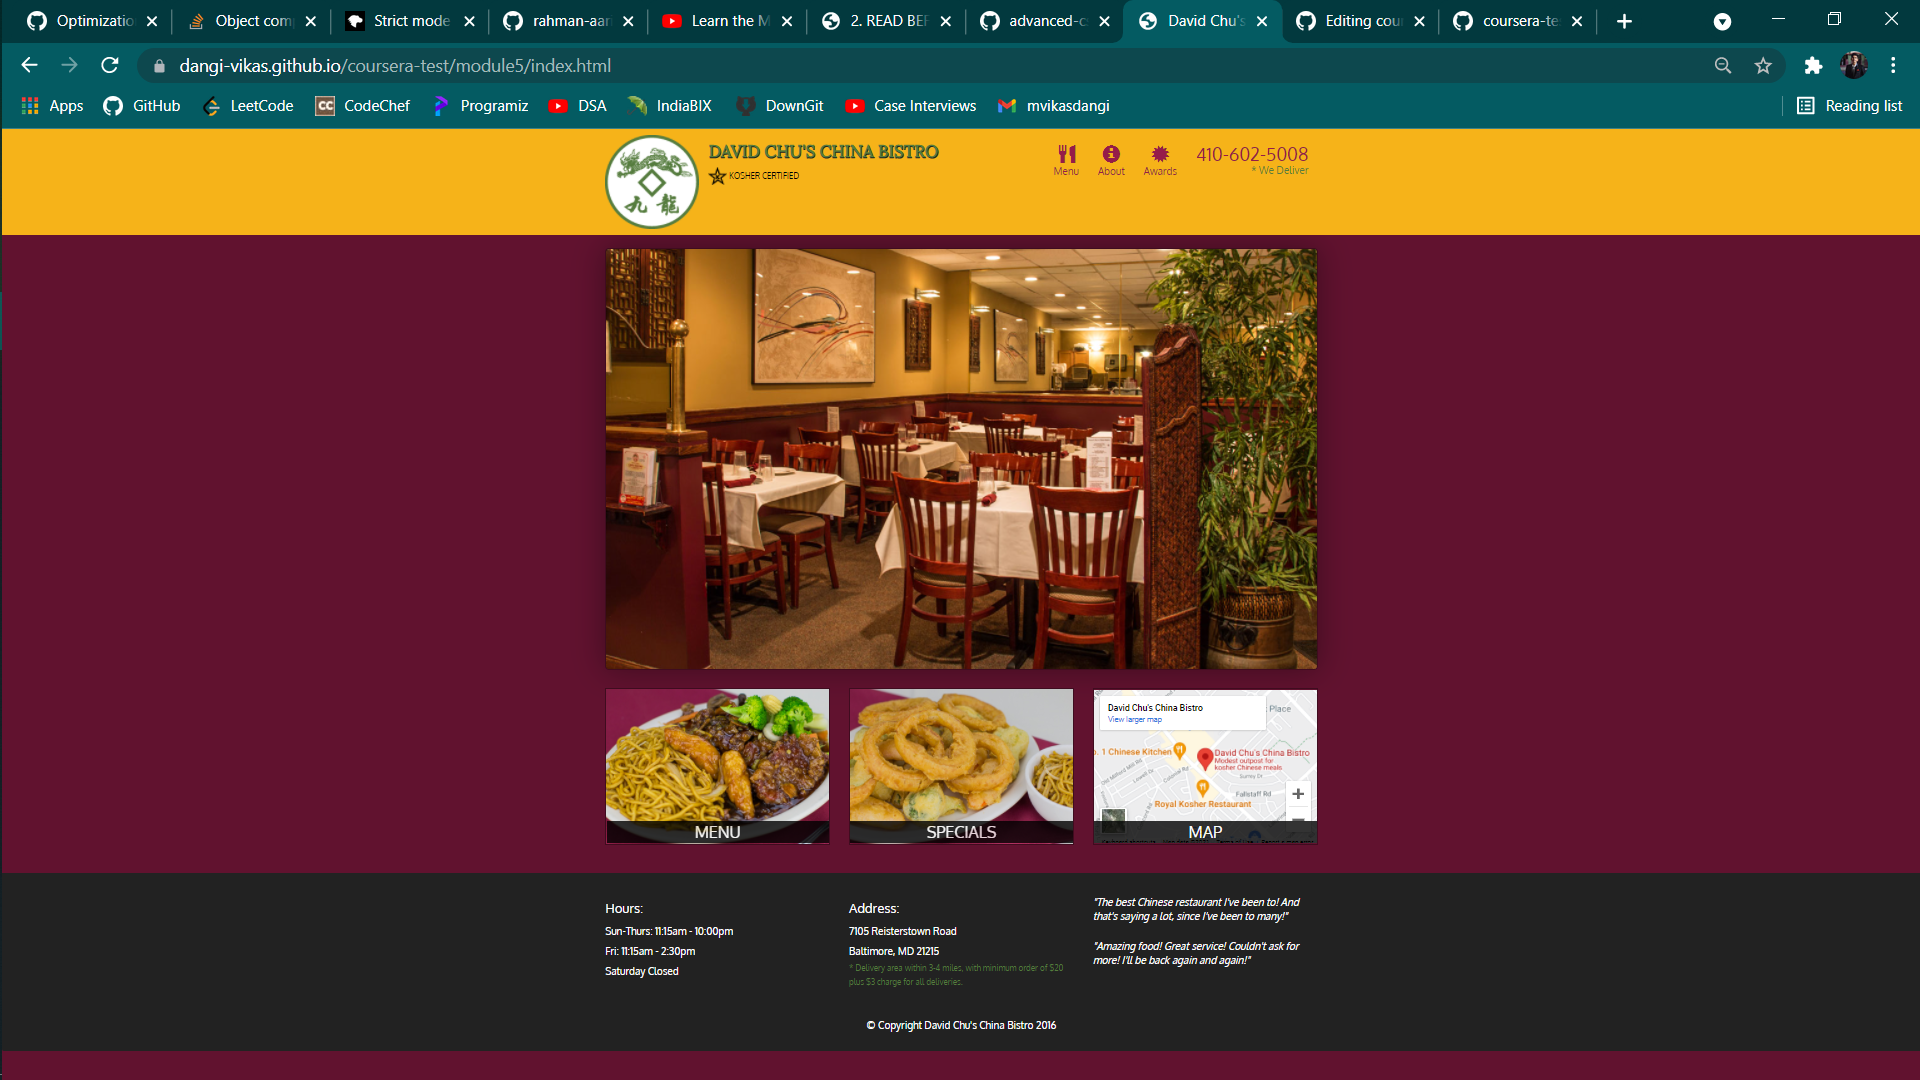 Optimizatio
Object com
Strict mode
rahman-aar
Learn the M
2. READ BEF
advanced-c
David Chu's
Editing cou
coursera-te
dangi-vikas.github.io/coursera-test/module5/index.html
Apps
GitHub
LeetCode
CodeChef
Programiz
DSA
IndiaBIX
DownGit
Case Interviews
mvikasdangi
Reading list
九龍
DAVID CHU'S CHINA BISTRO
KOSHER CERTIFIED
Menu
About
Awards
410-602-5008
* We Deliver
MENU
SPECIALS
David Chu's China Bistro
View larger map
Place
o. 1 Chinese Kitchen
David Chu's China Bistro
Modest outpost for
kosher Chinese meals
Fallstaff Rd
Royal Kosher Restaurant
MAP
Hours:
Sun-Thurs: 11:15am - 10:00pm
Fri: 11:15am - 2:30pm
Saturday Closed
Address:
7105 Reisterstown Road
Baltimore, MD 21215
* Delivery area within 3-4 miles, with minimum order of $20
plus $3 charge for all deliveries.
"The best Chinese restaurant I've been to! And
that's saying a lot, since I've been to many!"
"Amazing food! Great service! Couldn't ask for
more! I'll be back again and again!"
© Copyright David Chu's China Bistro 2016